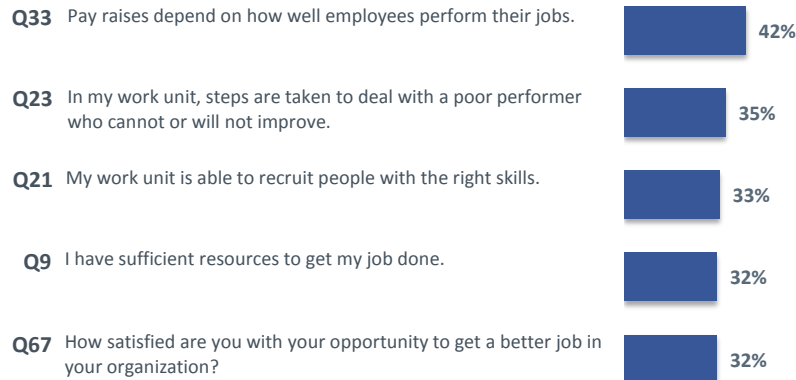 Q33 Pay raises depend on how well employees perform their jobs. 42%
Q23 In my work unit, steps are taken to deal with a poor performer
who cannot or will not improve. 35%
Q21 My work unit is able to recruit people with the right skills. 33%
Q9 I have sufficient resources to get my job done. 32%
Q67 How satisfied are you with your opportunity to get a better job in
your organization? 32%